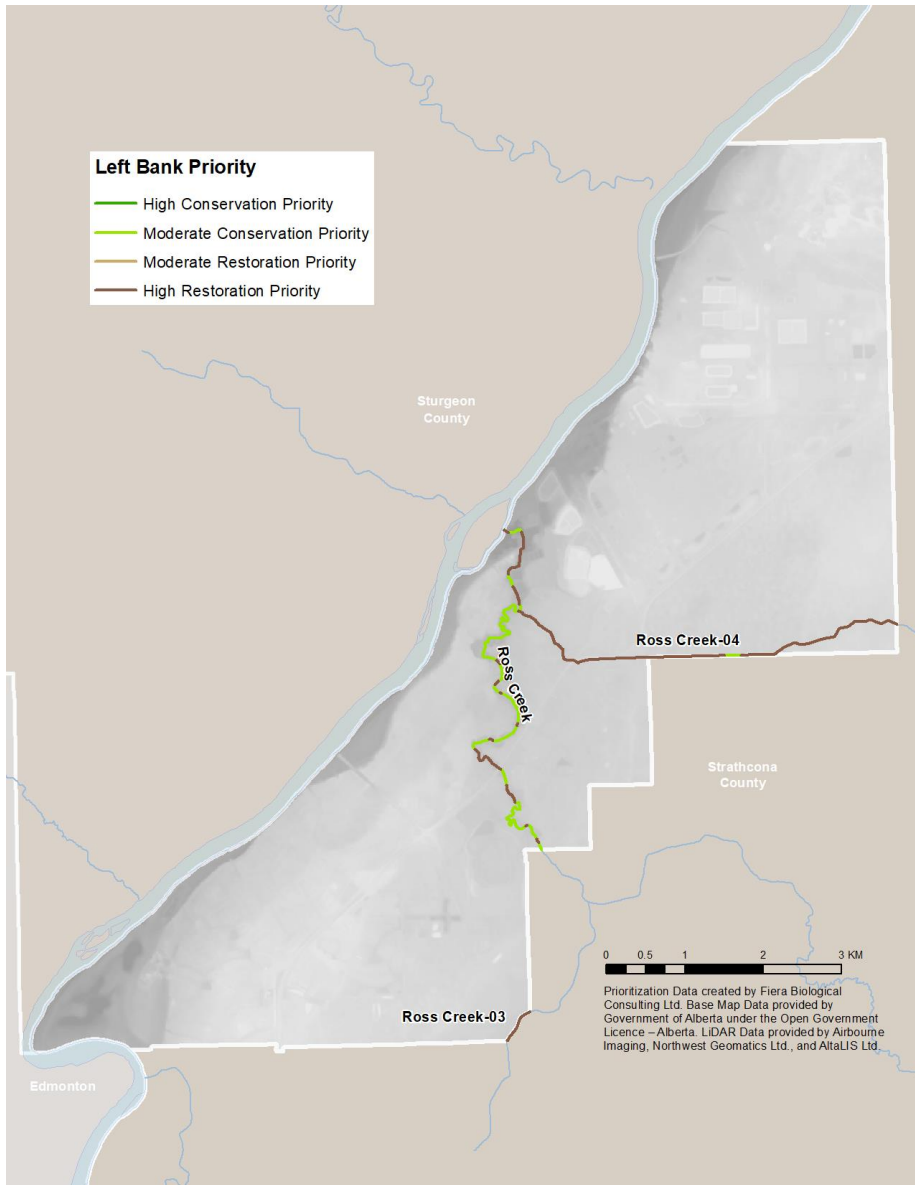 Left Bank Priority
High Conservation Priority
Moderate Conservation Priority
Moderate Restoration Priority
High Restoration Priority
Sturgeon
County
Ross Creek-04
Ross Creek
Strathcona
County
0 0.5 1 2 3 KM
Prioritization Data created by Fiera Biological
Consulting Ltd. Base Map Data provided by
Government of Alberta under the Open Government
Licence – Alberta. LiDAR Data provided by Airbourne
Imaging, Northwest Geomatics Ltd., and AltaLIS Ltd.
Ross Creek-03
Edmonton